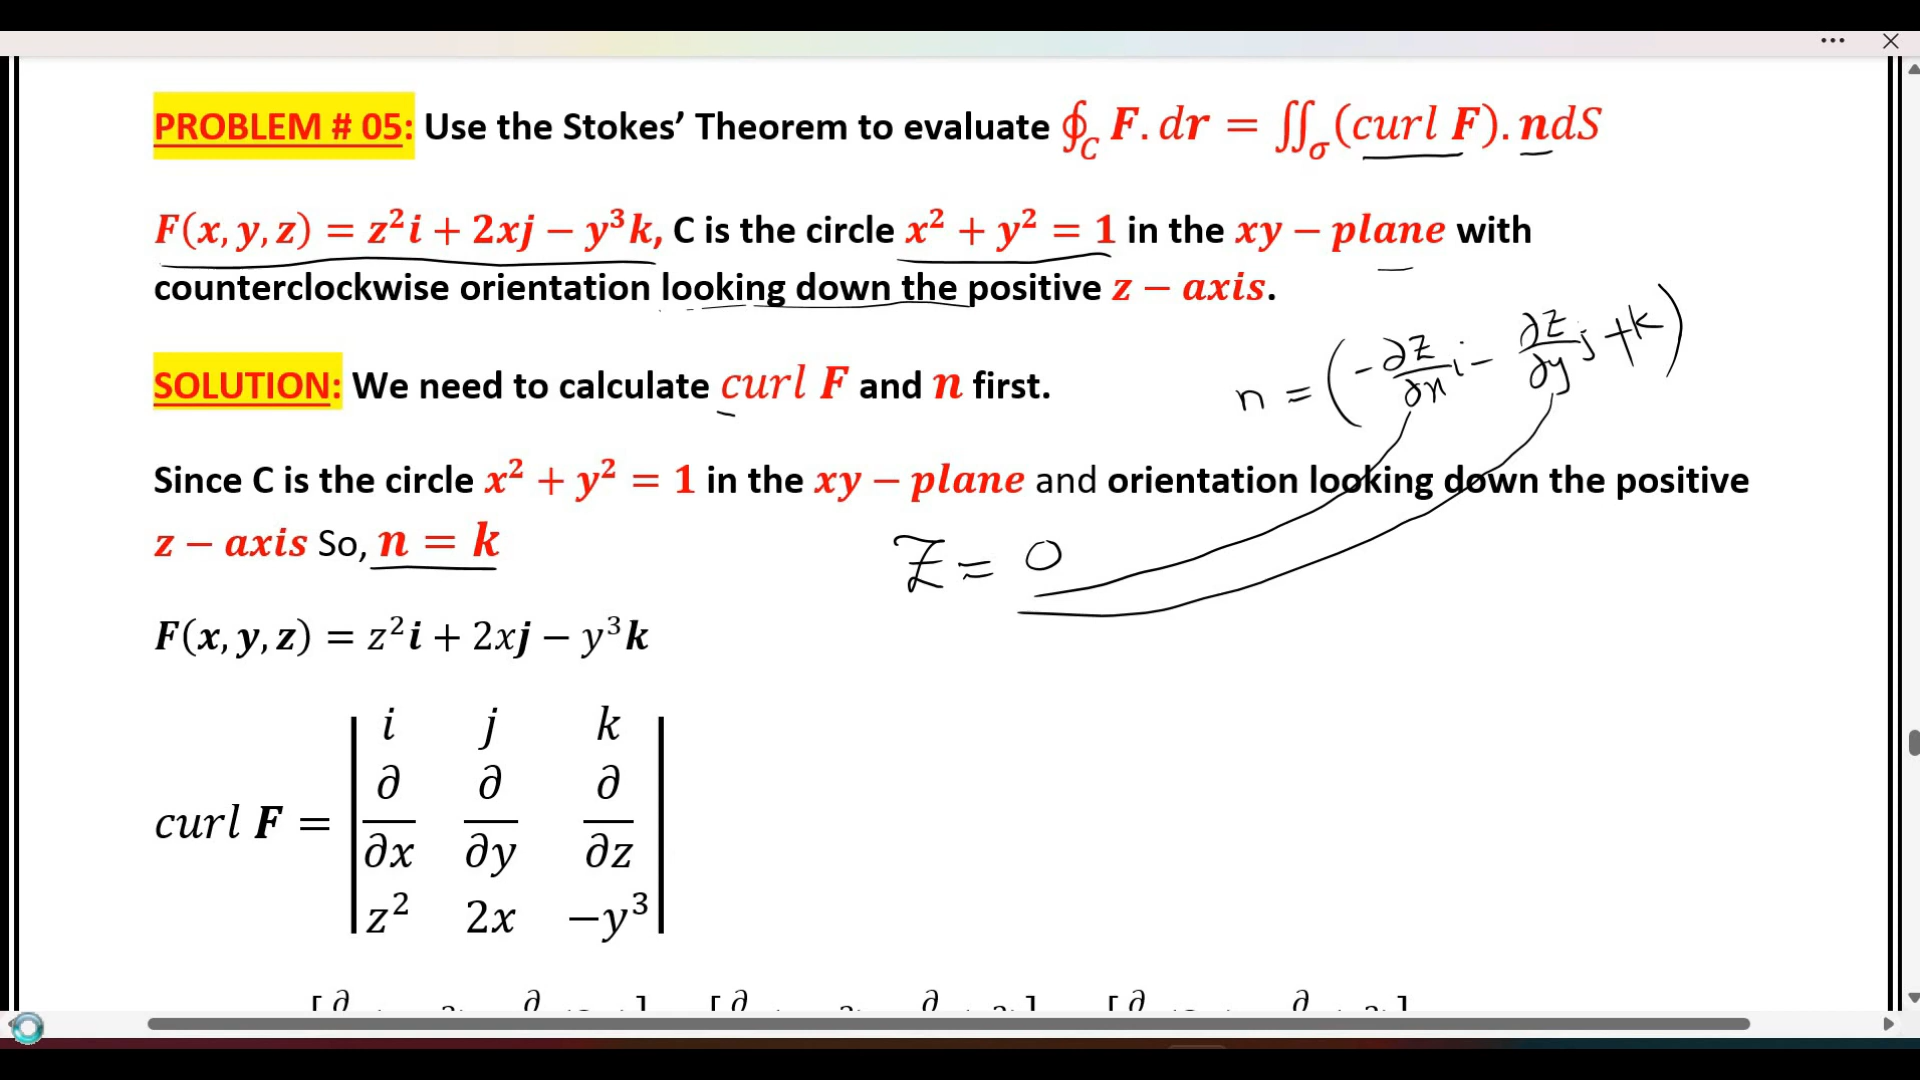 PROBLEM # 05: Use the Stokes’ Theorem to evaluate ∮_C F. dr = ∬_σ (curl F). ndS
F(x, y, z) = z²i + 2xj − y³k, C is the circle x² + y² = 1 in the xy − plane with
counterclockwise orientation looking down the positive z − axis.
n = (-∂z/∂x i - ∂z/∂y j + k)
SOLUTION: We need to calculate curl F and n first.
Since C is the circle x² + y² = 1 in the xy − plane and orientation looking down the positive
z − axis So, n = k
z = 0
F(x, y, z) = z²i + 2xj − y³k
curl F = | i j k
∂/∂x ∂/∂y ∂/∂z
z² 2x −y³ |